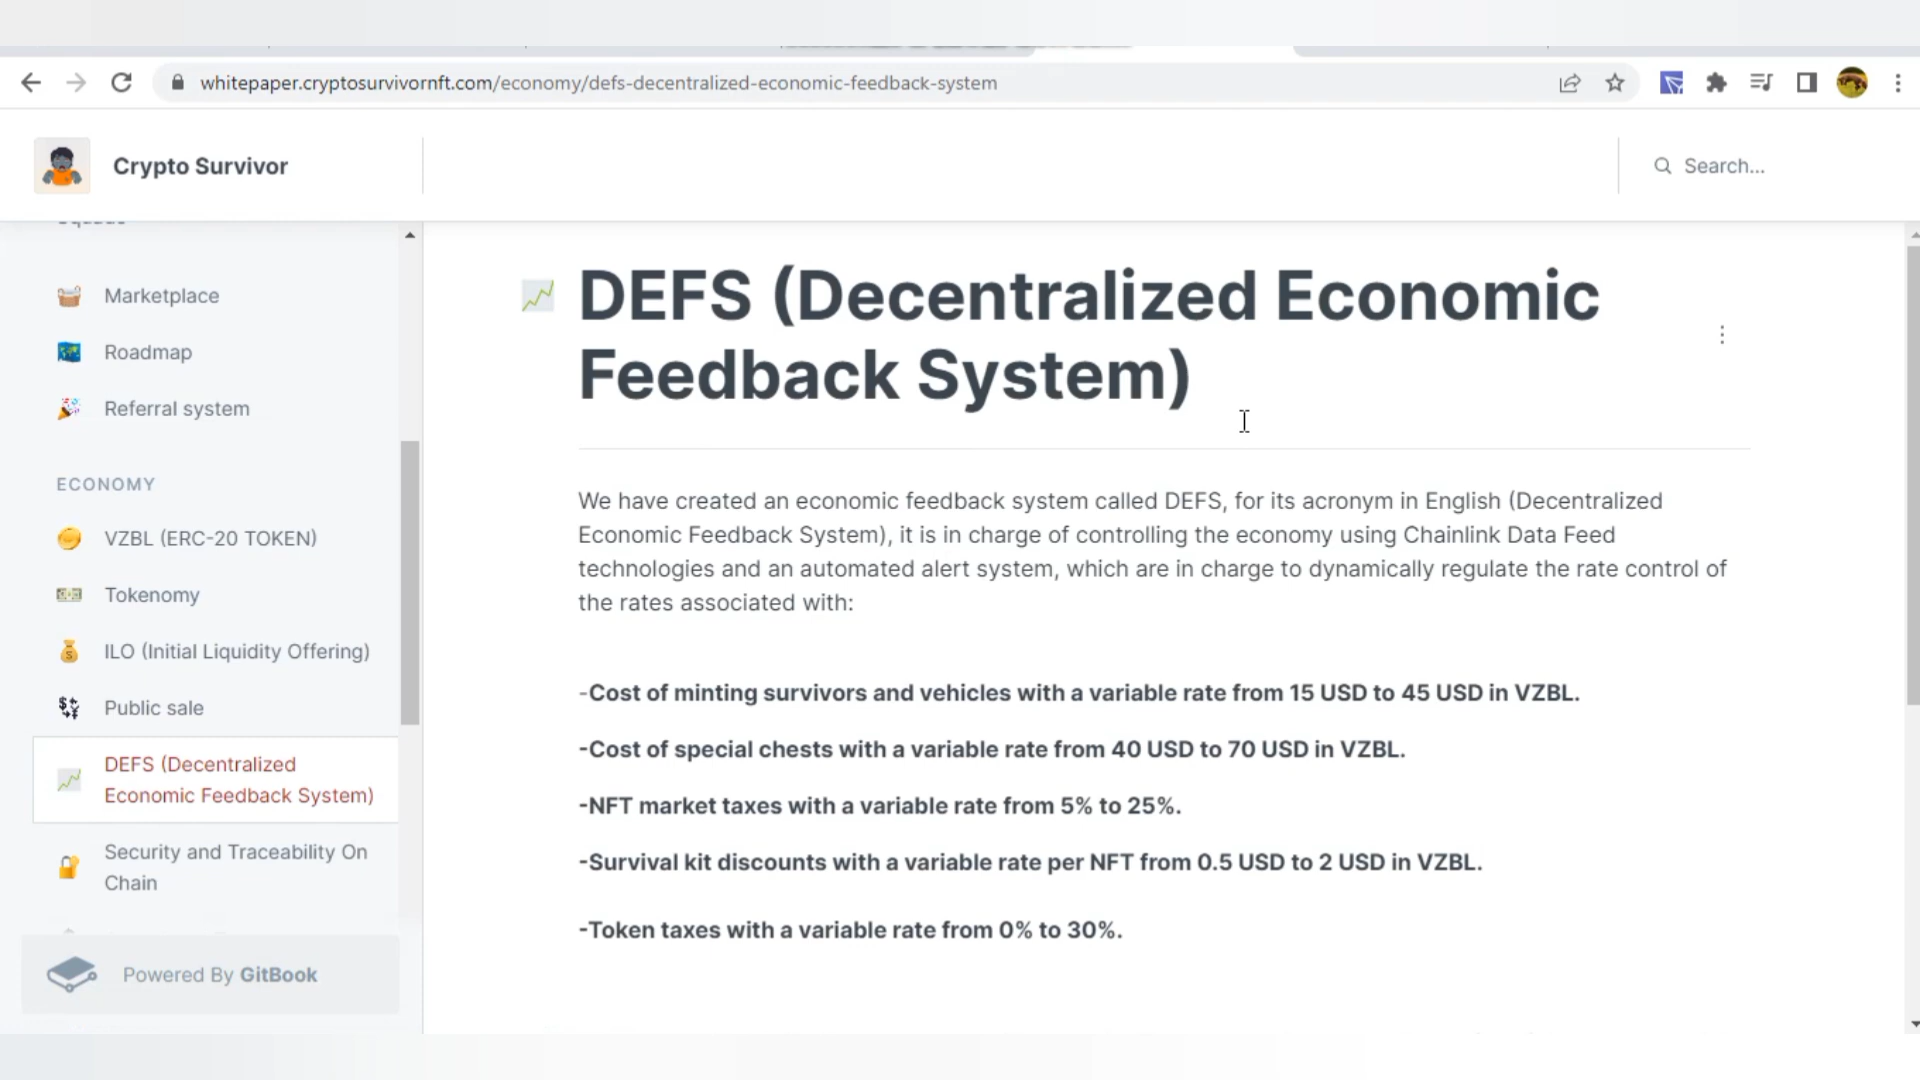 whitepaper.cryptosurvivornft.com/economy/defs-decentralized-economic-feedback-system
Crypto Survivor
Search...
Marketplace
Roadmap
Referral system
ECONOMY
VZBL (ERC-20 TOKEN)
Tokenomy
ILO (Initial Liquidity Offering)
Public sale
DEFS (Decentralized
Economic Feedback System)
Security and Traceability On
Chain
Powered By GitBook
DEFS (Decentralized Economic
Feedback System)
We have created an economic feedback system called DEFS, for its acronym in English (Decentralized
Economic Feedback System), it is in charge of controlling the economy using Chainlink Data Feed
technologies and an automated alert system, which are in charge to dynamically regulate the rate control of
the rates associated with:
-Cost of minting survivors and vehicles with a variable rate from 15 USD to 45 USD in VZBL.
-Cost of special chests with a variable rate from 40 USD to 70 USD in VZBL.
-NFT market taxes with a variable rate from 5% to 25%.
-Survival kit discounts with a variable rate per NFT from 0.5 USD to 2 USD in VZBL.
-Token taxes with a variable rate from 0% to 30%.